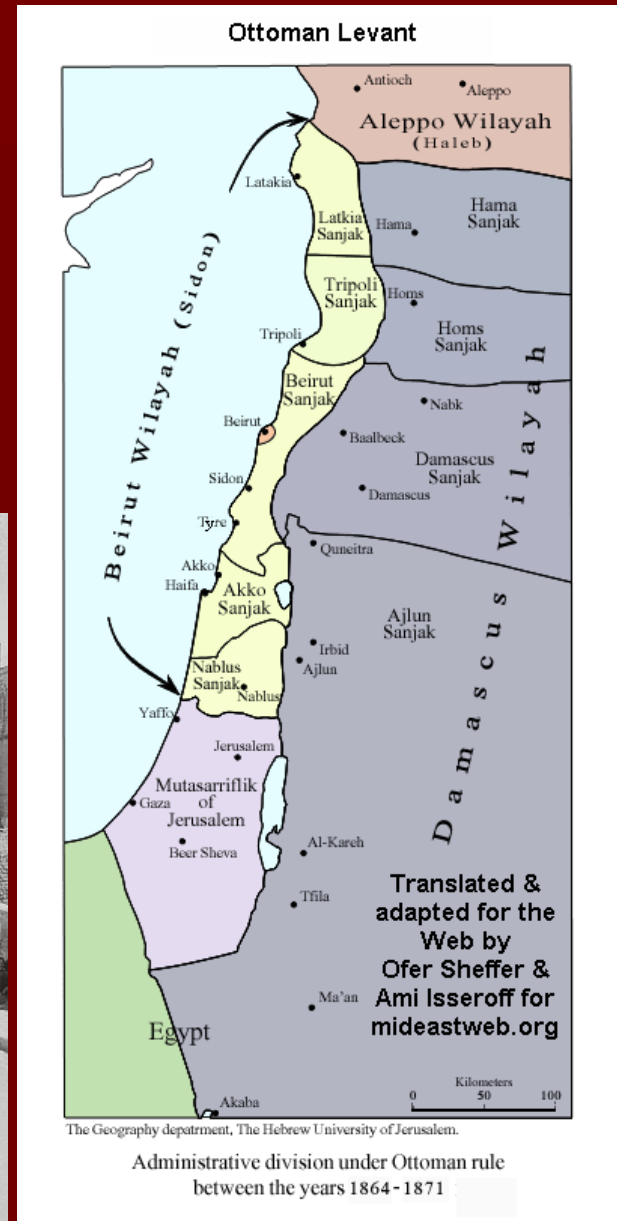 Ottoman Levant
Antioch
Aleppo
Aleppo Wilayah
(Haleb)
Latakia
Latkia
Sanjak
Hama
Hama
Sanjak
Beirut Wilayah (Sidon)
Tripoli
Sanjak
Homs
Homs
Sanjak
Tripoli
Beirut
Sanjak
Nabk
Beirut
Baalbeck
Damascus
Sanjak
Sidon
Damascus
Damascus Wilayah
Tyre
Quneitra
Akko
Haifa
Akko
Sanjak
Ajlun
Sanjak
Irbid
Ajlun
Nablus
Sanjak
Nablus
Yaffo
Jerusalem
Mutasarriflik
of
Jerusalem
Gaza
Beer Sheva
Al-Kareh
Tfila
Translated &
adapted for the
Web by
Ofer Sheffer &
Ami Isseroff for
mideastweb.org
Ma'an
Egypt
Kilometers
0 50 100
Akaba
The Geography depatrment, The Hebrew University of Jerusalem.
Administrative division under Ottoman rule
between the years 1864-1871